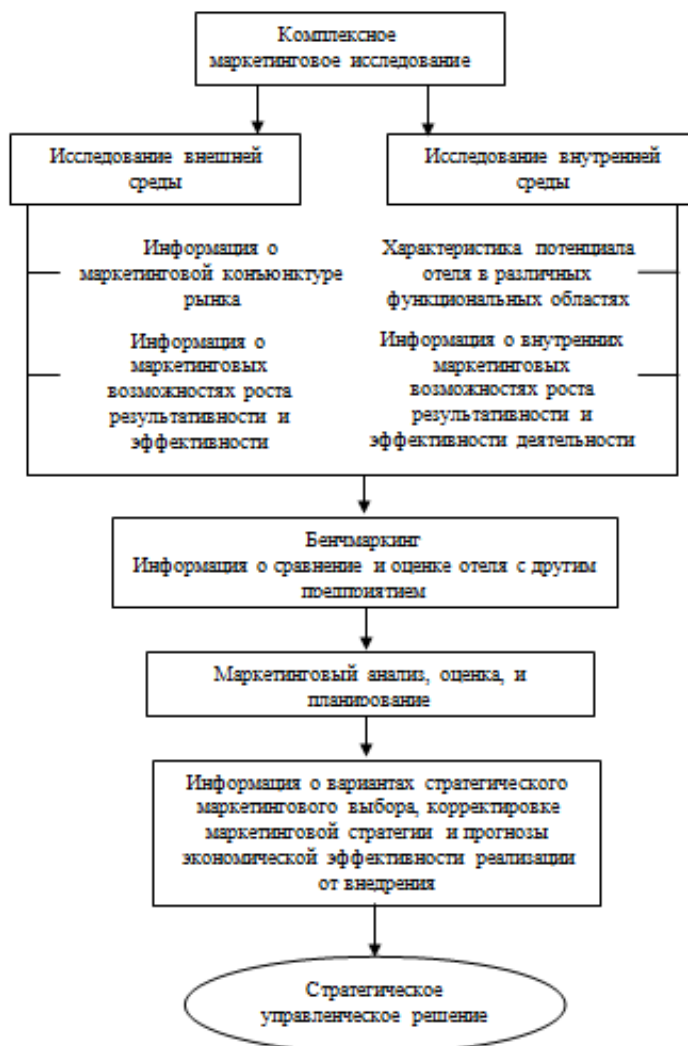 Комплексное
маркетинговое исследование
Исследование внешней
среды
Исследование внутренней
среды
Информация о
маркетинговой конъюнктуре
рынка
Информация о
маркетинговых
возможностях роста
результативности и
эффективности
Характеристика потенциала
отеля в различных
функциональных областях
Информация о внутренних
маркетинговых
возможностях роста
результативности и
эффективности деятельности
Бенчмаркинг
Информация о сравнение и оценке отеля с другим
предприятием
Маркетинговый анализ, оценка, и
планирование
Информация о вариантах стратегического
маркетингового выбора, корректировке
маркетинговой стратегии и прогнозы
экономической эффективности реализации
от внедрения
Стратегическое
управленческое решение